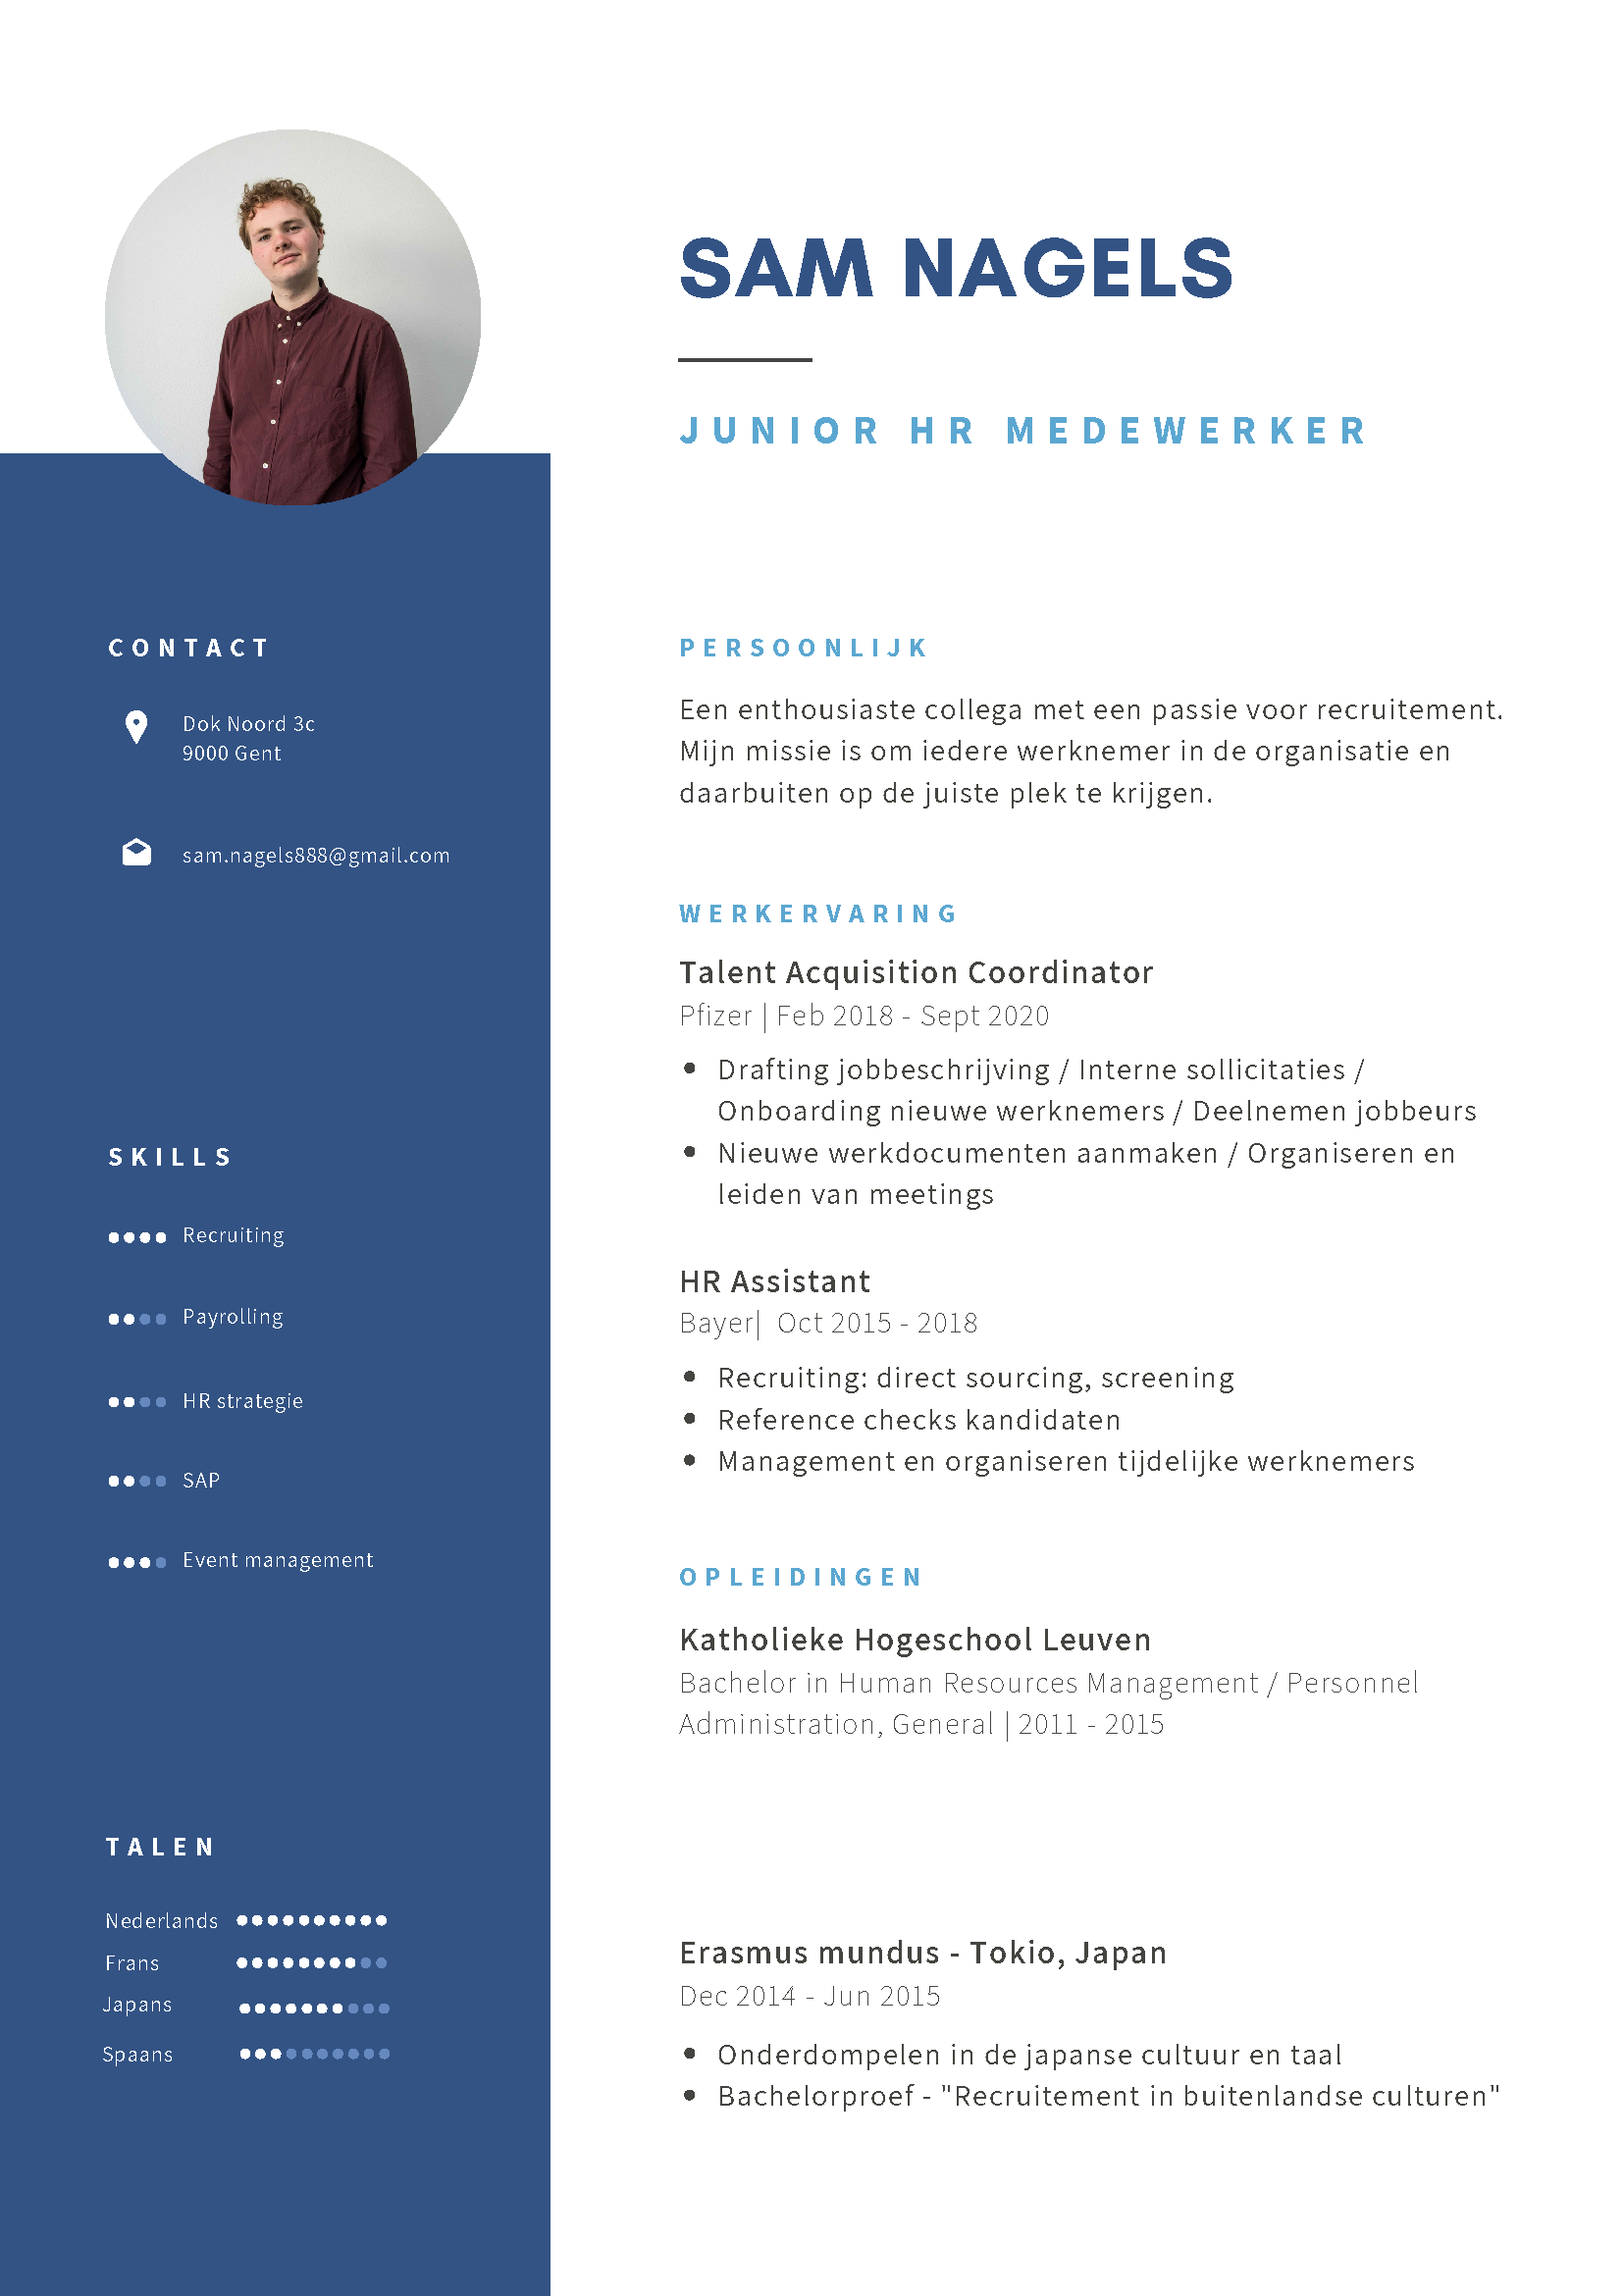 SAM NAGELS
JUNIOR HR MEDEWERKER
CONTACT
Dok Noord 3c
9000 Gent
sam.nagels888@gmail.com
SKILLS
Recruiting
Payrolling
HR strategie
SAP
Event management
TALEN
Nederlands
Frans
Japans
Spaans
PERSOONLIJK
Een enthousiaste collega met een passie voor recruitement.
Mijn missie is om iedere werknemer in de organisatie en
daarbuiten op de juiste plek te krijgen.
WERKERVARING
Talent Acquisition Coordinator
Pfizer | Feb 2018 - Sept 2020
• Drafting jobbeschrijving / Interne sollicitaties /
Onboarding nieuwe werknemers / Deelnemen jobbeurs
• Nieuwe werkdocumenten aanmaken / Organiseren en
leiden van meetings
HR Assistant
Bayer| Oct 2015 - 2018
• Recruiting: direct sourcing, screening
• Reference checks kandidaten
• Management en organiseren tijdelijke werknemers
OPLEIDINGEN
Katholieke Hogeschool Leuven
Bachelor in Human Resources Management / Personnel
Administration, General | 2011 - 2015
Erasmus mundus - Tokio, Japan
Dec 2014 - Jun 2015
• Onderdompelen in de japanse cultuur en taal
• Bachelorproef - "Recruitement in buitenlandse culturen"